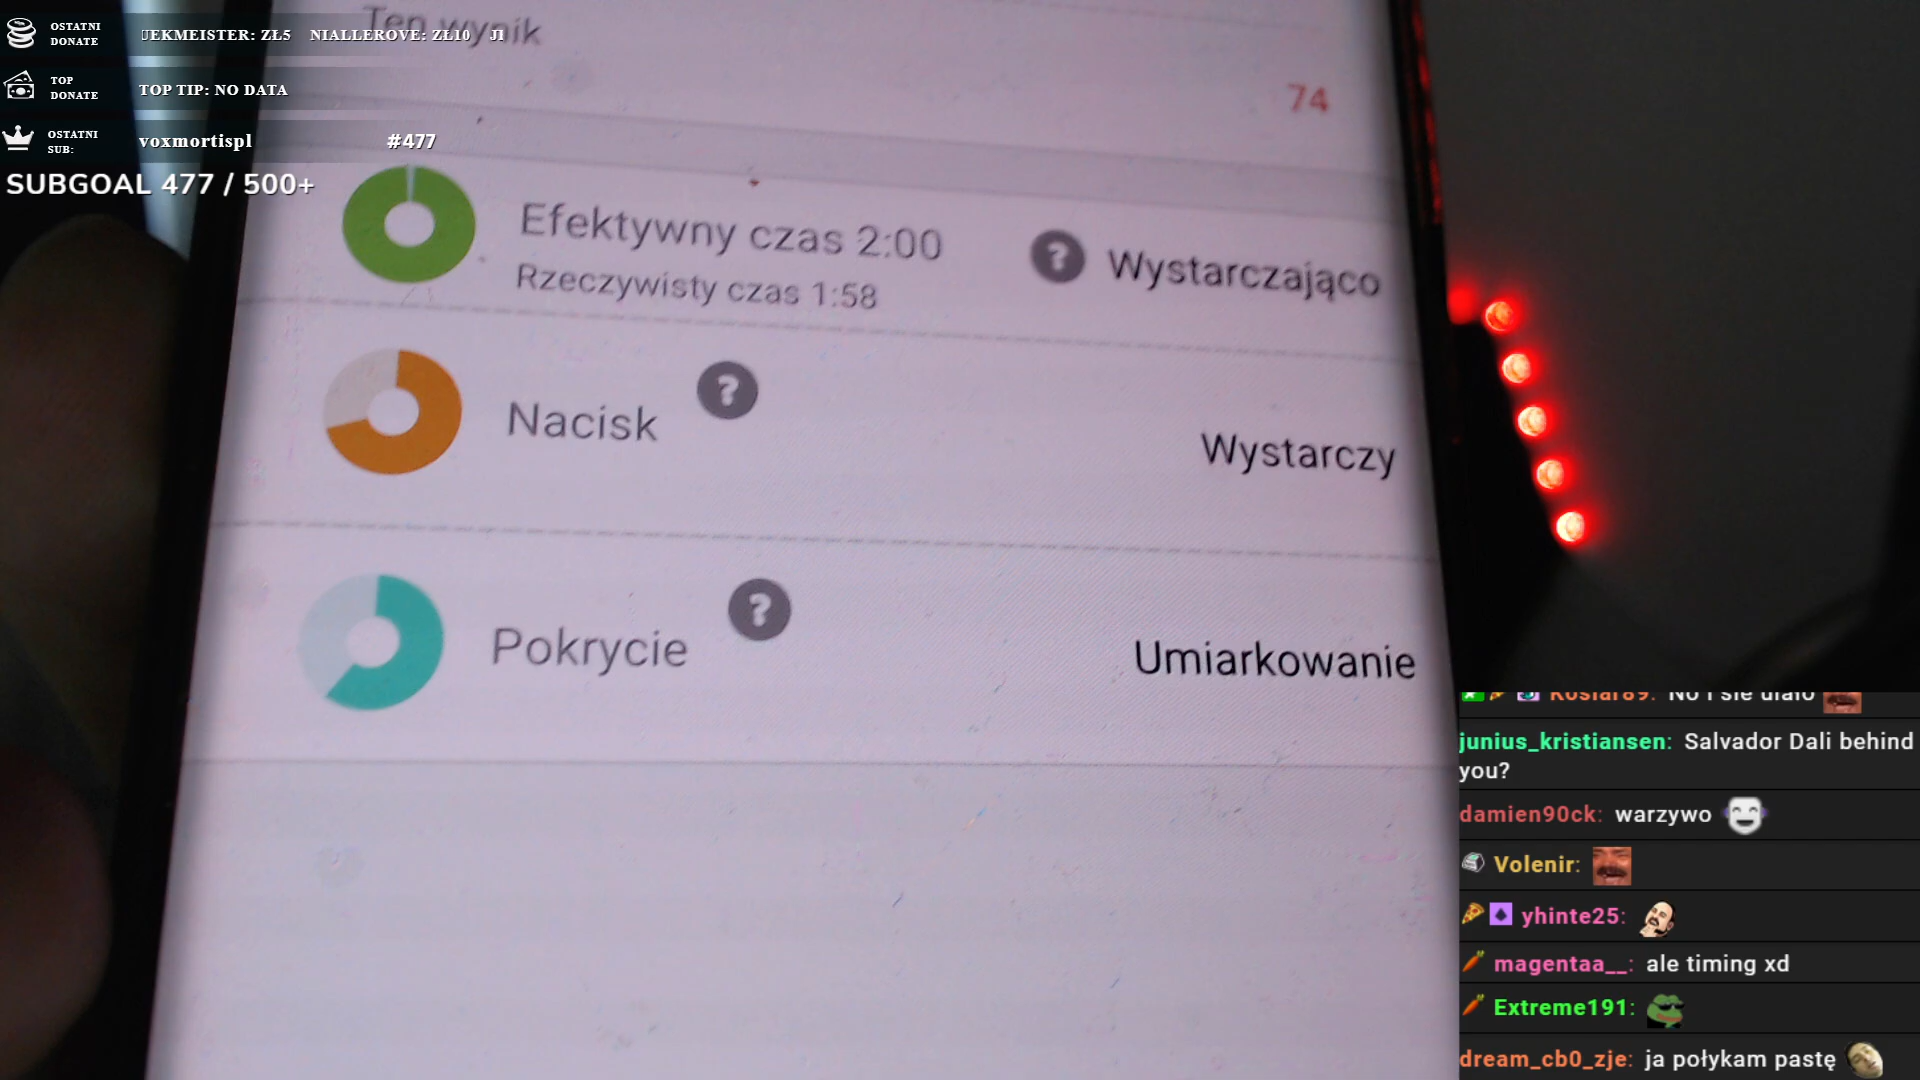 OSTATNI
DONATE
UEKMEISTER: ZŁ5 NIALLEROVE: ZŁ10
TOP
DONATE
TOP TIP: NO DATA
OSTATNI
SUB:
voxmortispl #477
SUBGOAL 477 / 500+
Ten wynik
74
Efektywny czas 2:00
Rzeczywisty czas 1:58
? Wystarczająco
Nacisk ?
Wystarczy
Pokrycie ?
Umiarkowanie
junius_kristiansen: Salvador Dali behind
you?
damien90ck: warzywo
Volenir:
yhinte25:
magentaa__: ale timing xd
Extreme191:
dream_cb0_zje: ja połykam pastę